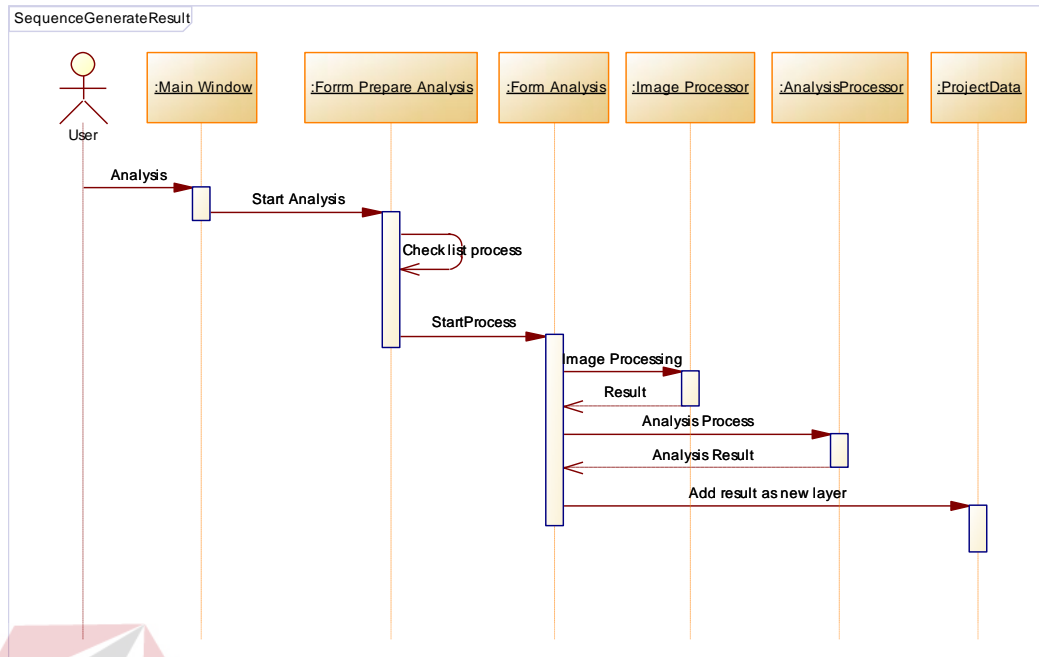 SequenceGenerateResult
:Main Window
:Forrm Prepare Analysis
:Form Analysis
:Image Processor
:AnalysisProcessor
:ProjectData
User
Analysis
Start Analysis
Check list process
StartProcess
Image Processing
Result
Analysis Process
Analysis Result
Add result as new layer